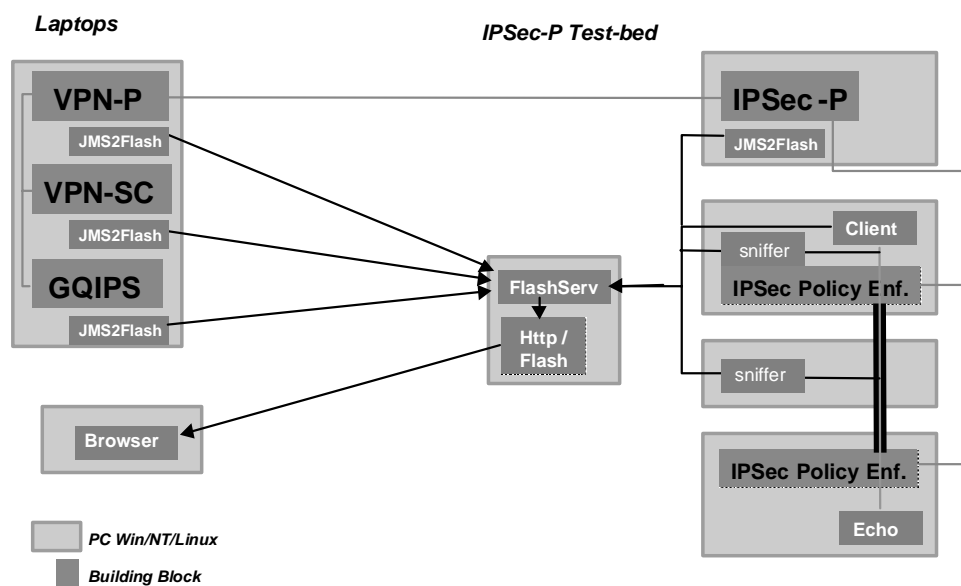 Laptops
IPSec-P Test-bed
VPN-P
JMS2Flash
VPN-SC
JMS2Flash
GQIPS
JMS2Flash
Browser
FlashServ
Http /
Flash
IPSec -P
JMS2Flash
Client
sniffer
IPSec Policy Enf.
sniffer
IPSec Policy Enf.
Echo
PC Win/NT/Linux
Building Block